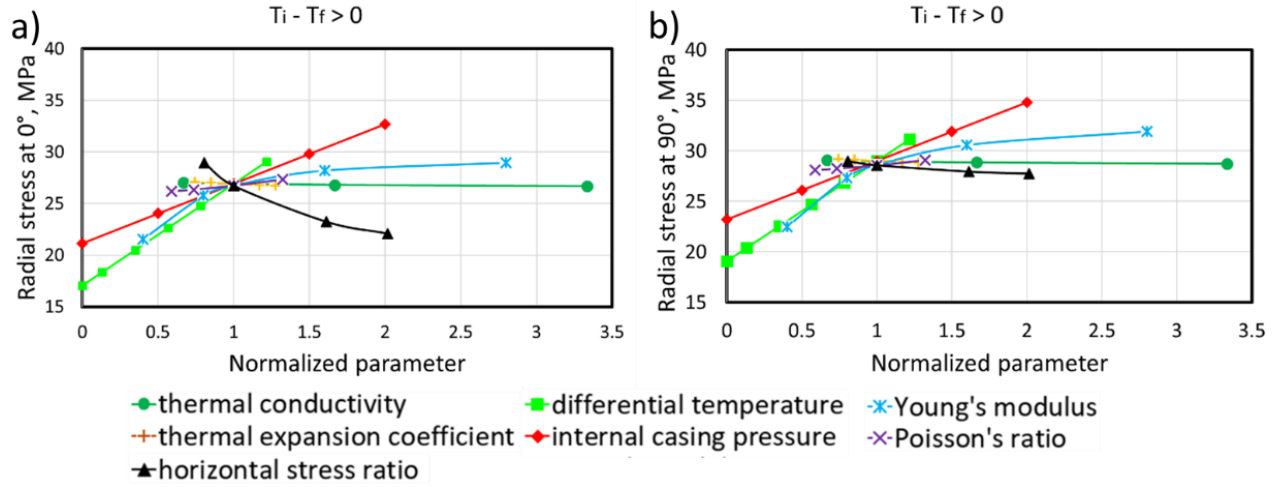 a)
Ti - Tf > 0
Radial stress at 0°, MPa
40
35
30
25
20
15
0 0.5 1 1.5 2 2.5 3 3.5
Normalized parameter
b)
Ti - Tf > 0
Radial stress at 90°, MPa
40
35
30
25
20
15
0 0.5 1 1.5 2 2.5 3 3.5
Normalized parameter
thermal conductivity differential temperature Young's modulus
thermal expansion coefficient internal casing pressure Poisson's ratio
horizontal stress ratio